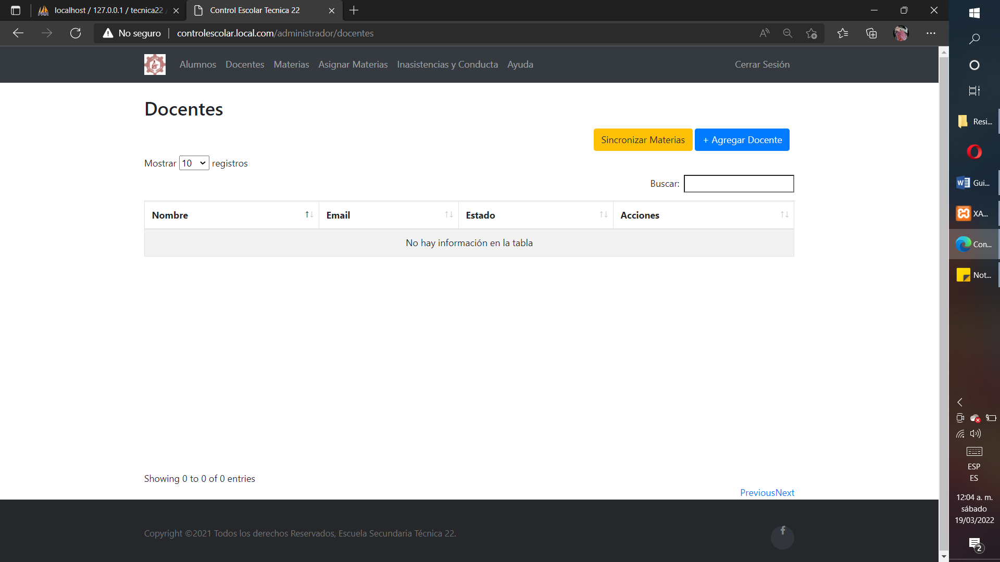 localhost / 127.0.0.1 / tecnica22 /
Control Escolar Tecnica 22
No seguro
controlescolar.local.com/administrador/docentes
Alumnos Docentes Materias Asignar Materias Inasistencias y Conducta Ayuda Cerrar Sesión
Docentes
Sincronizar Materias
+ Agregar Docente
Mostrar 10 registros
Buscar:
Nombre Email Estado Acciones
No hay información en la tabla
Showing 0 to 0 of 0 entries
PreviousNext
Copyright ©2021 Todos los derechos Reservados, Escuela Secundaria Técnica 22.
Resi...
Gui...
XA...
Con...
Not...
ESP
ES
12:04 a. m.
sábado
19/03/2022
2